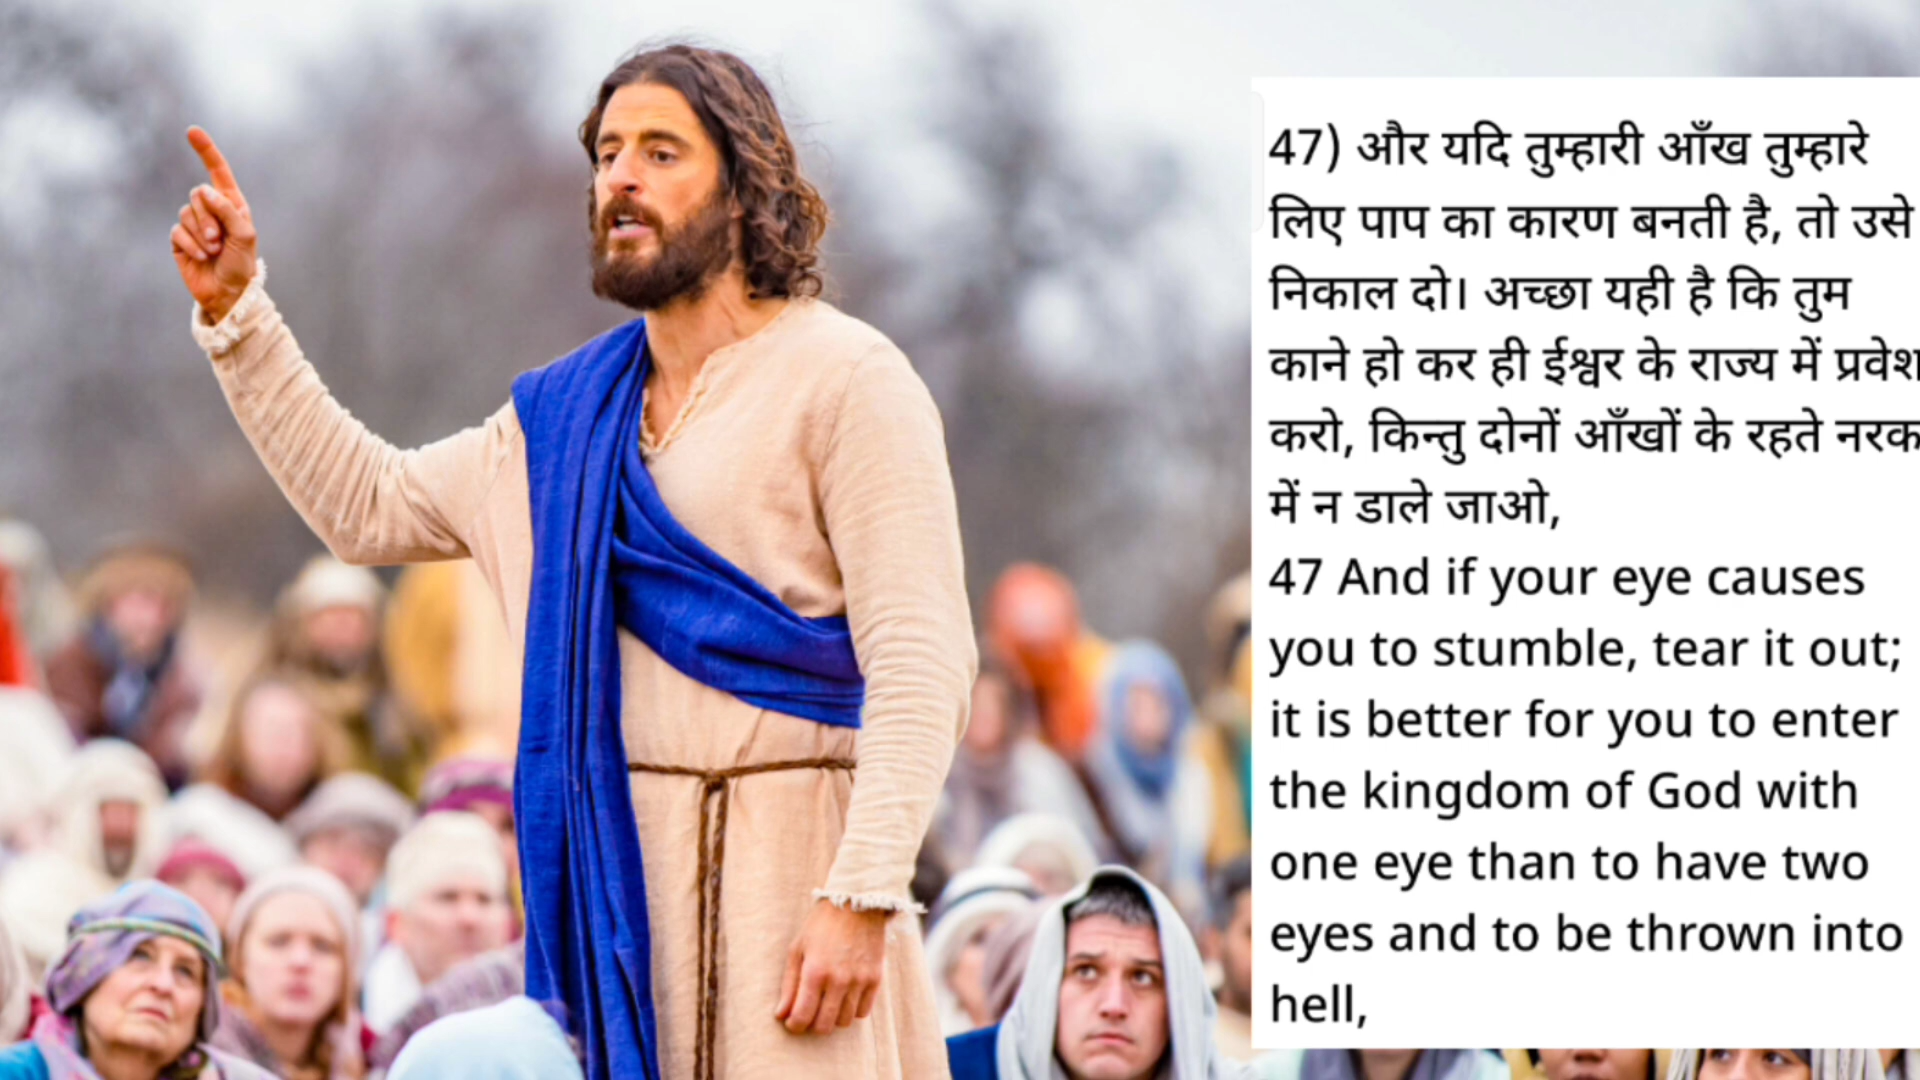 47) और यदि तुम्हारी आँख तुम्हारे
लिए पाप का कारण बनती है, तो उसे
निकाल दो। अच्छा यही है कि तुम
काने हो कर ही ईश्वर के राज्य में प्रवेश
करो, किन्तु दोनों आँखों के रहते नरक
में न डाले जाओ,
47 And if your eye causes
you to stumble, tear it out;
it is better for you to enter
the kingdom of God with
one eye than to have two
eyes and to be thrown into
hell,